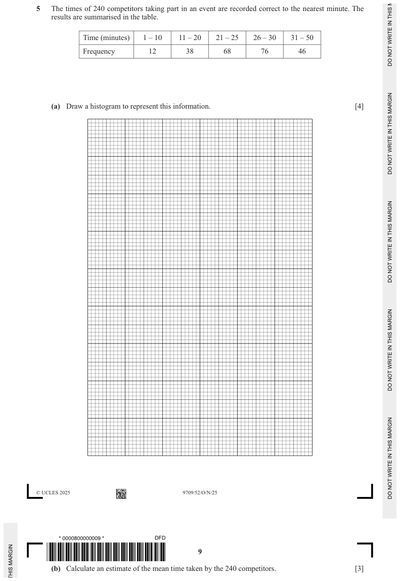 5 The times of 240 competitors taking part in an event are recorded correct to the nearest minute. The
results are summarised in the table.
Time (minutes) 1 – 10 11 – 20 21 – 25 26 – 30 31 – 50
Frequency 12 38 68 76 46
(a) Draw a histogram to represent this information. [4]
© UCLES 2025 9709/52/O/N/25
* 0000800000009 * DFD
9
(b) Calculate an estimate of the mean time taken by the 240 competitors. [3]
DO NOT WRITE IN THIS M
DO NOT WRITE IN THIS MARGIN
DO NOT WRITE IN THIS MARGIN
DO NOT WRITE IN THIS MARGIN
DO NOT WRITE IN THIS MARGIN
THIS MARGIN